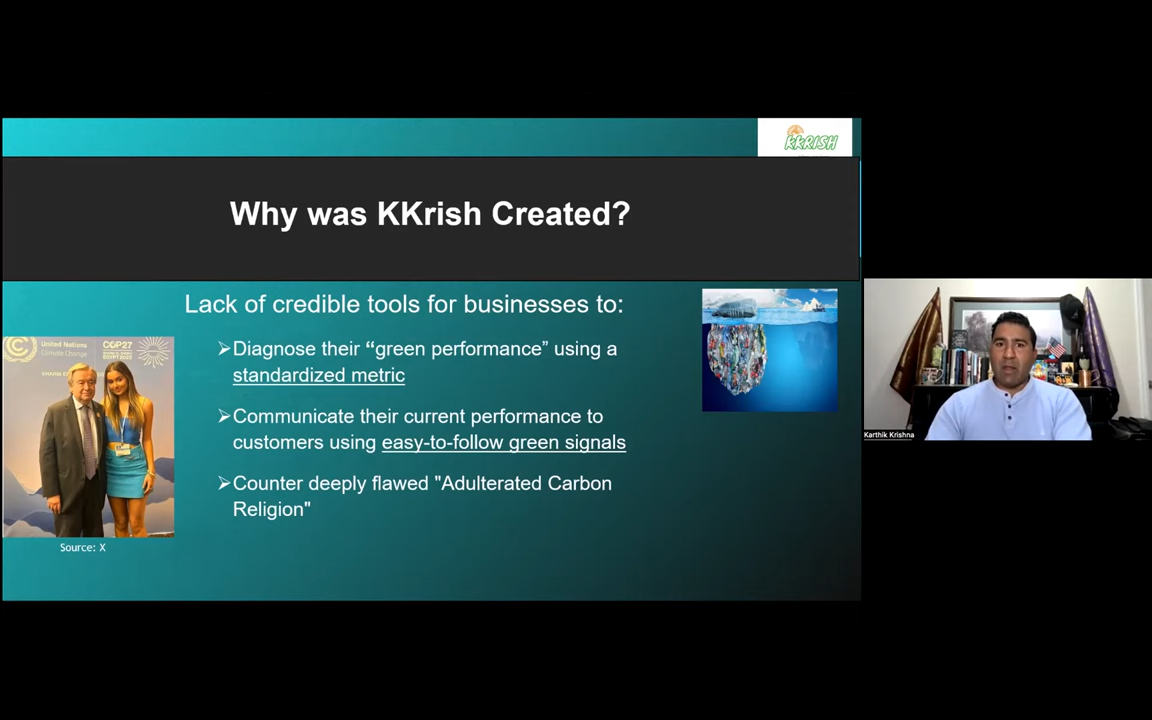 KKRISH
Why was KKrish Created?
Lack of credible tools for businesses to:
➢Diagnose their “green performance” using a
standardized metric
➢Communicate their current performance to
customers using easy-to-follow green signals
➢Counter deeply flawed "Adulterated Carbon
Religion"
United Nations
Climate Change
COP27
Source: X
Karthik Krishna